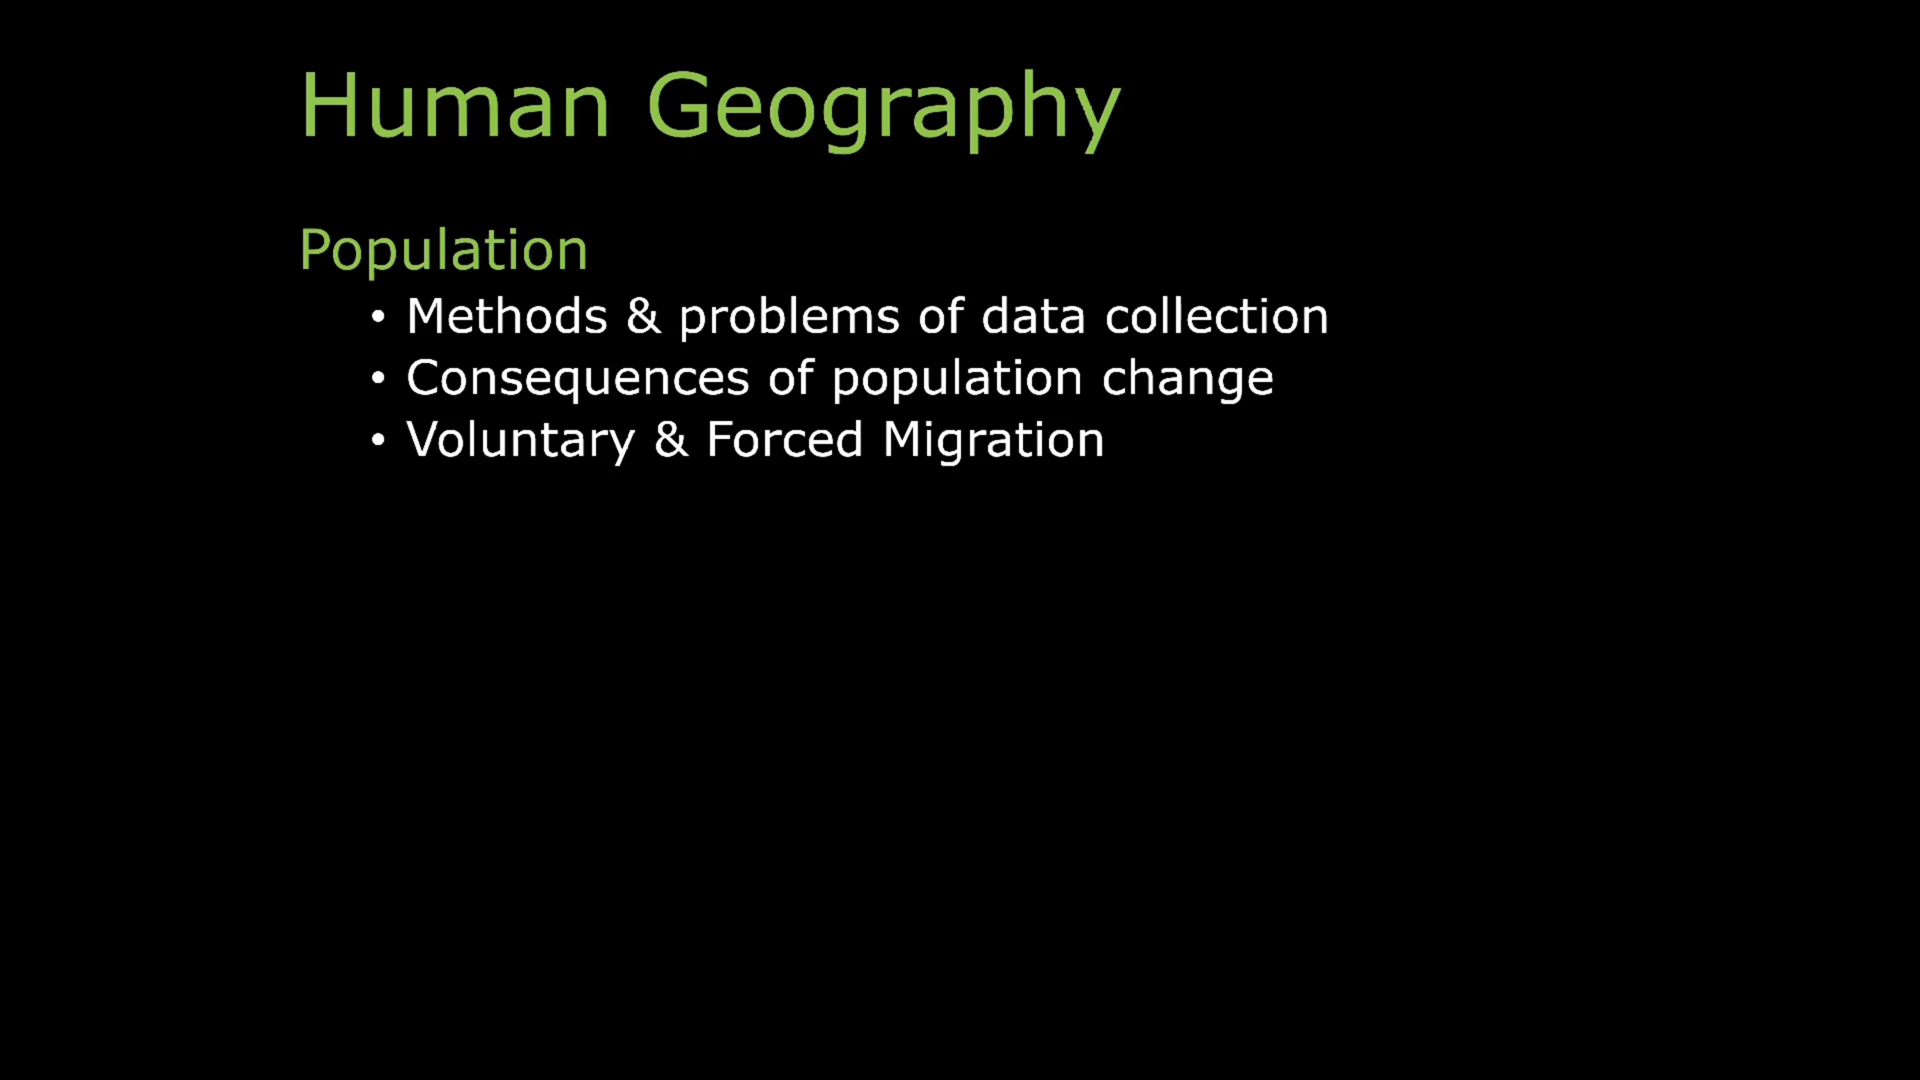 Human Geography
Population
• Methods & problems of data collection
• Consequences of population change
• Voluntary & Forced Migration